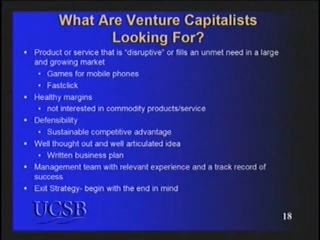 What Are Venture Capitalists
Looking For?
• Product or service that is "disruptive" or fills an unmet need in a large
and growing market
• Games for mobile phones
• Fastclick
• Healthy margins
• not interested in commodity products/service
• Defensibility
• Sustainable competitive advantage
• Well thought out and well articulated idea
• Written business plan
• Management team with relevant experience and a track record of
success
• Exit Strategy- begin with the end in mind
UCSB
18